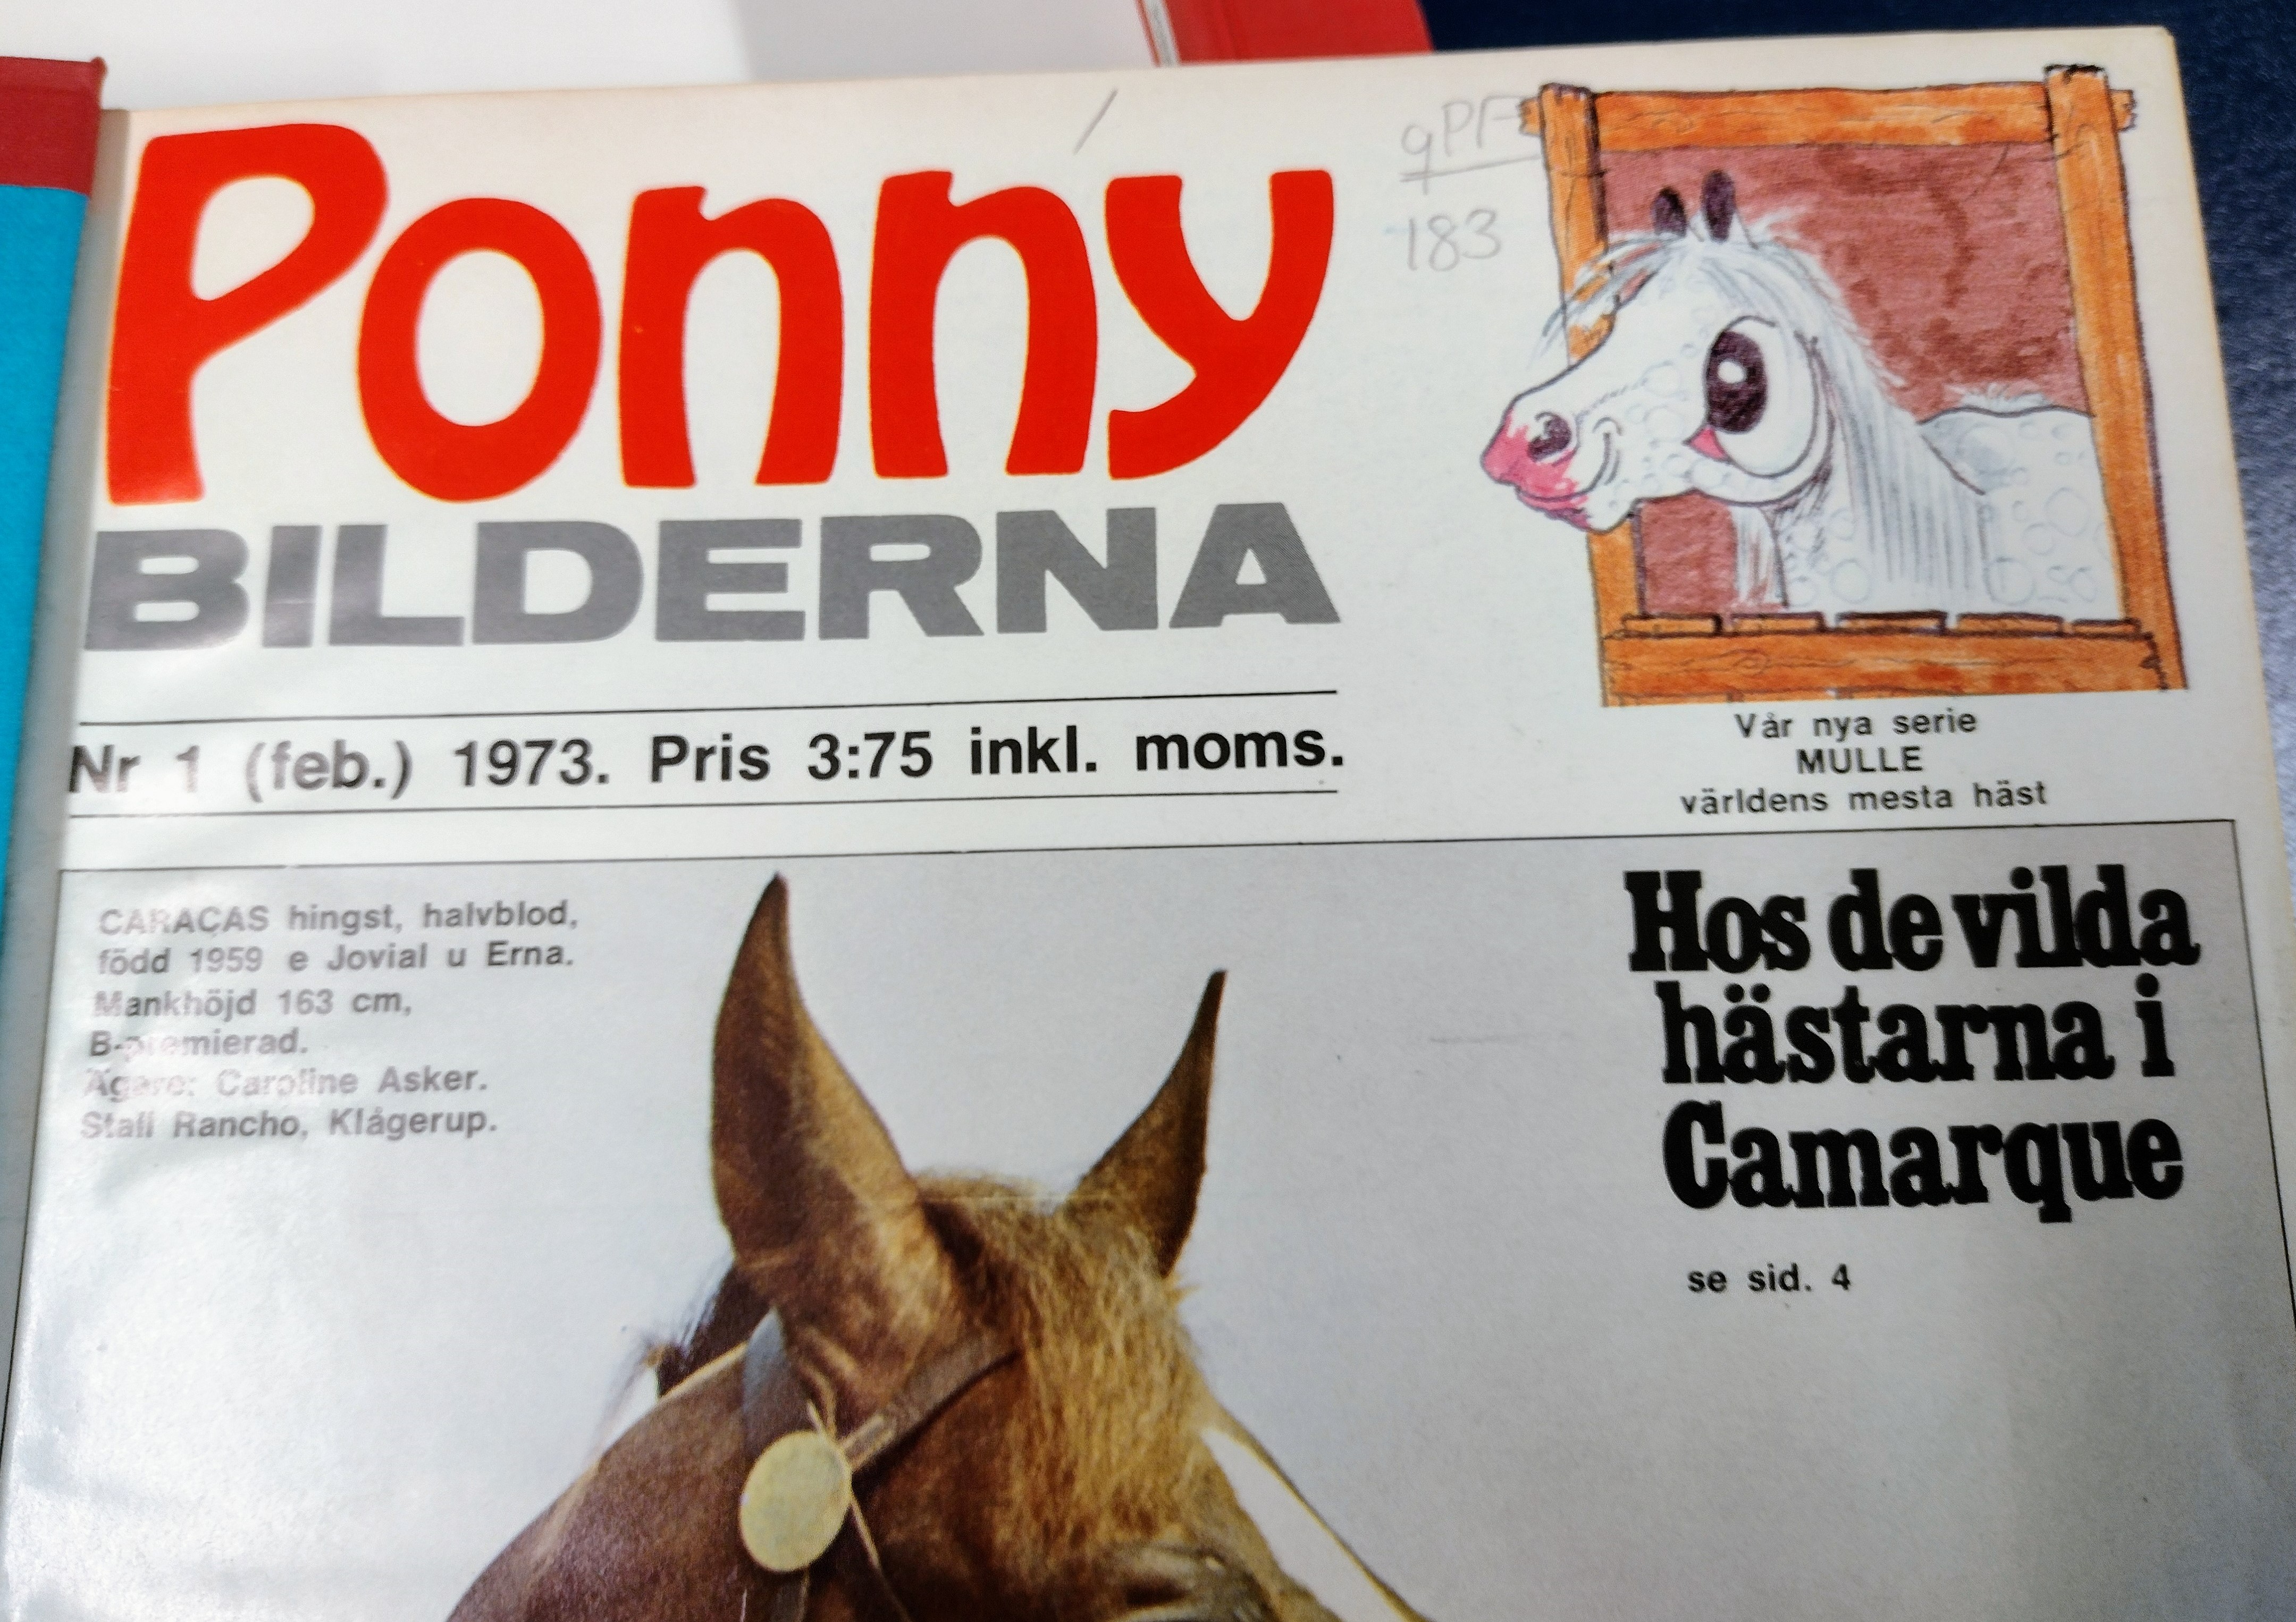 Ponny
BILDERNA
Nr 1 (feb.) 1973. Pris 3:75 inkl. moms.
183
Vår nya serie
MULLE
världens mesta häst
CARACAS hingst, halvblod,
född 1959 e Jovial u Erna.
Mankhöjd 163 cm,
B-premierad.
Ägare: Caroline Asker.
Stall Rancho, Klågerup.
Hos de vilda
hästarna i
Camarque
se sid. 4